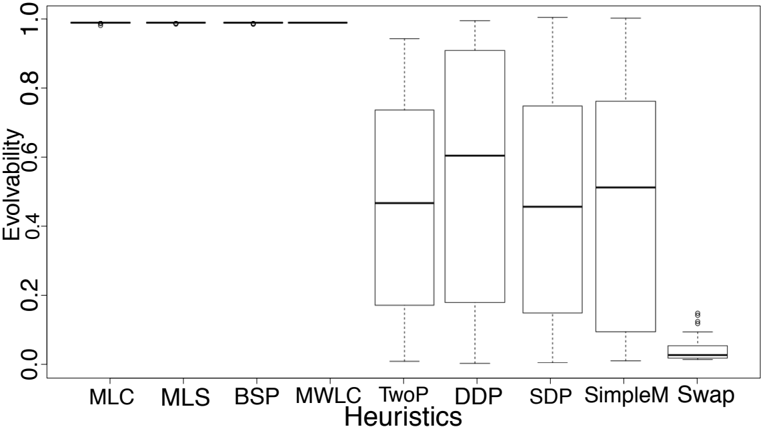 Evolvability
1.0
0.8
0.6
0.4
0.2
0.0
MLC MLS BSP MWLC TwoP DDP SDP SimpleM Swap
Heuristics